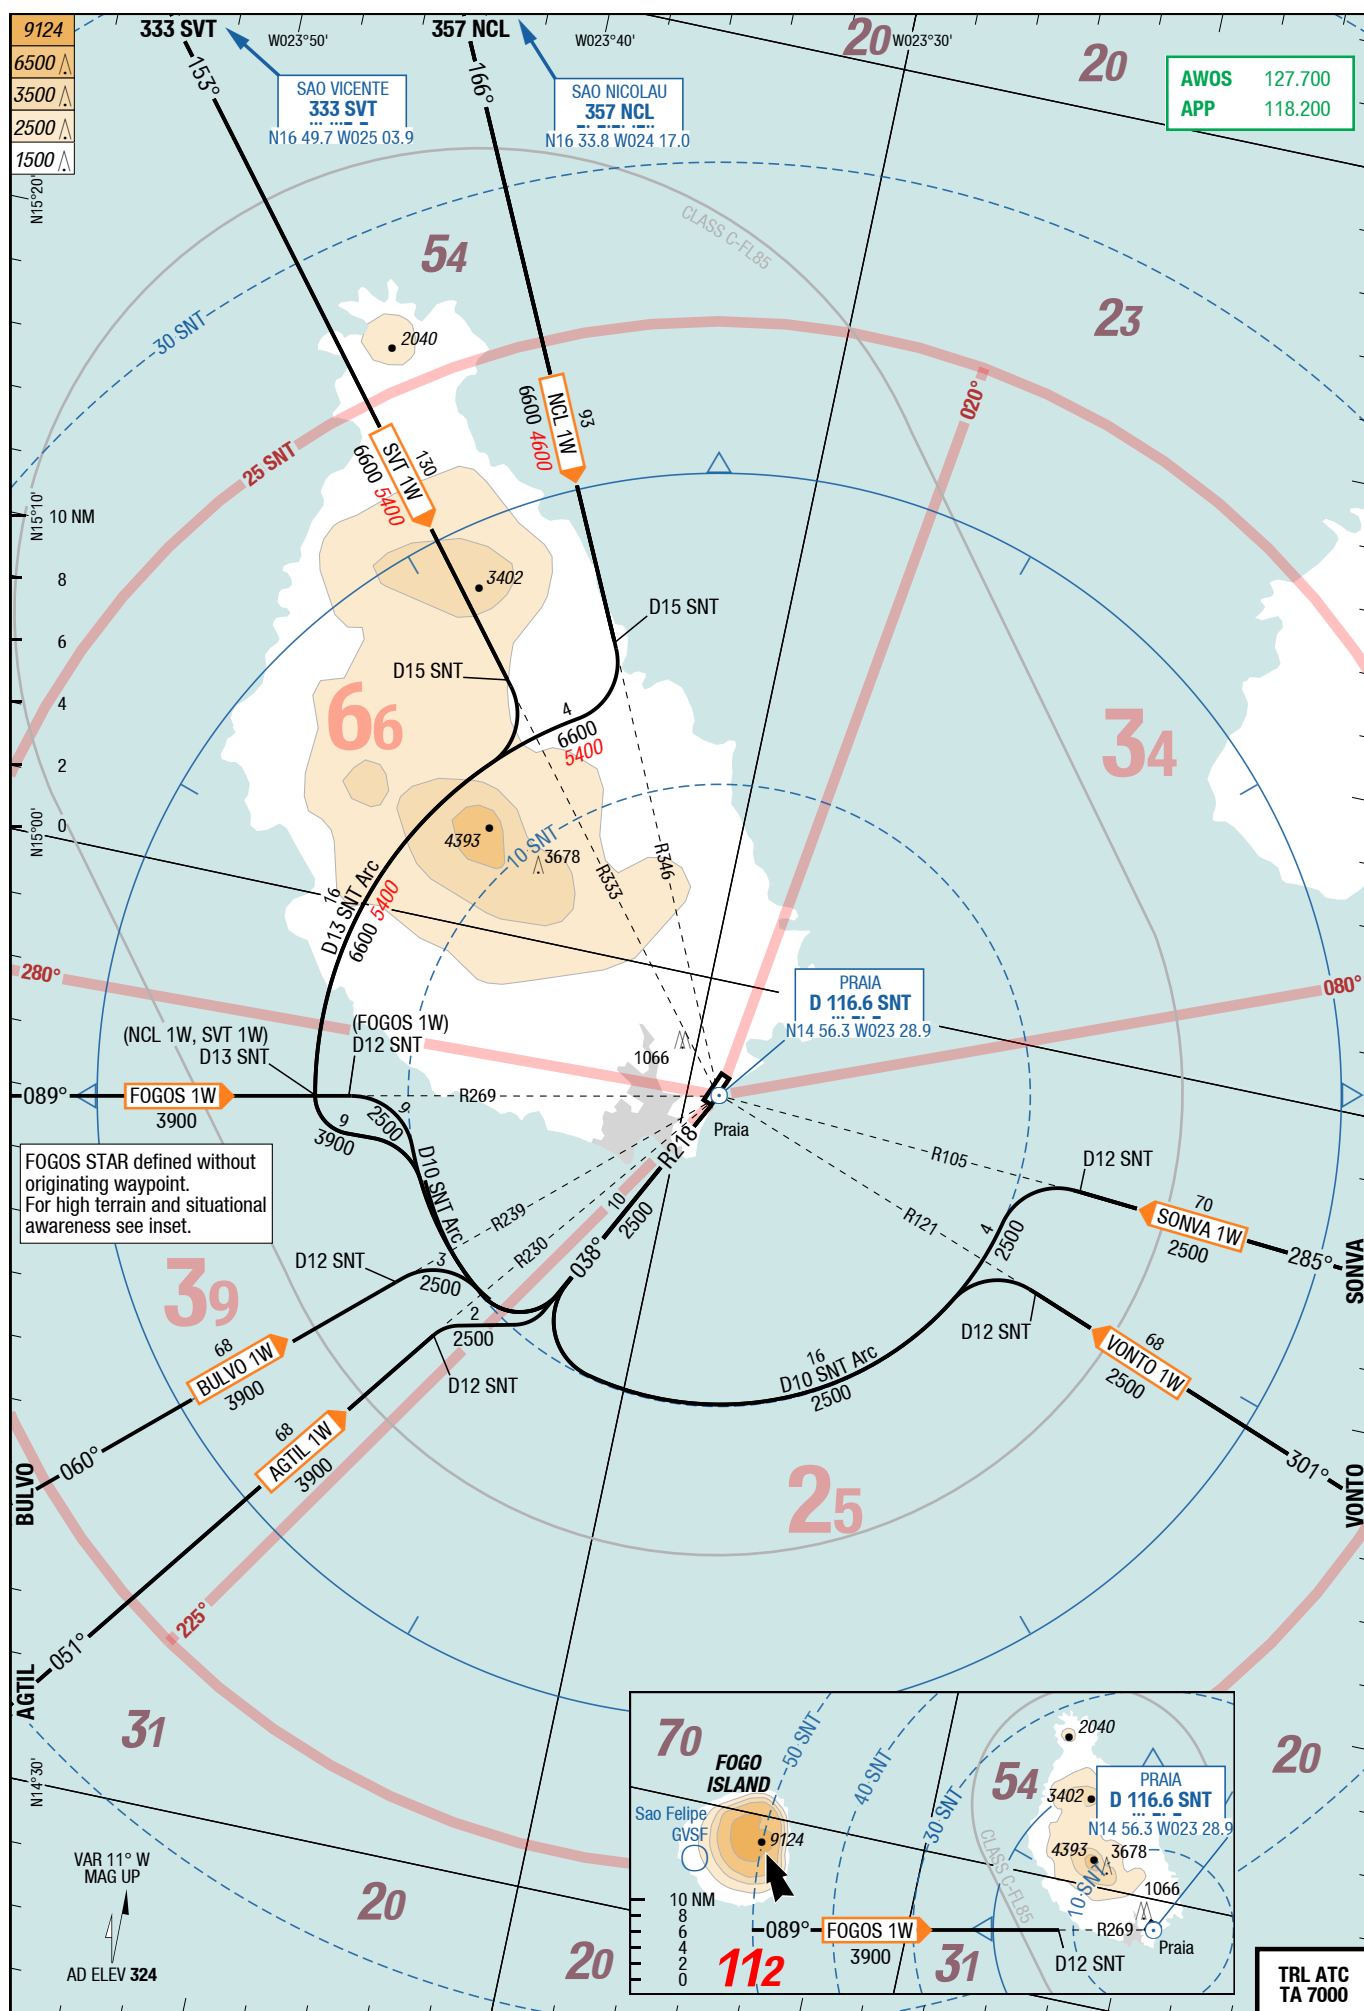 9124
6500
3500
2500
1500
333 SVT
357 NCL
W023°50'
W023°40'
W023°30'
20
20
153°
166°
SAO VICENTE
333 SVT
N16 49.7 W025 03.9
SAO NICOLAU
357 NCL
N16 33.8 W024 17.0
AWOS 127.700
APP 118.200
N15°20'
CLASS C-FL85
54
23
30 SNT
2040
020°
25 SNT
NCL 1W
93
6600 4600
SVT 1W
130
6600 5400
N15°10'
10 NM
8
6
4
2
0
3402
D15 SNT
D15 SNT
4
6600
5400
66
34
N15°00'
4393
3678
10 SNT
R333
R346
16
D13 SNT Arc
6600 5400
280°
080°
PRAIA
D 116.6 SNT
N14 56.3 W023 28.9
(NCL 1W, SVT 1W)
D13 SNT
(FOGOS 1W)
D12 SNT
1066
089°
FOGOS 1W
3900
R269
Praia
9
2500
9
3900
D10 SNT Arc
R218
FOGOS STAR defined without
originating waypoint.
For high terrain and situational
awareness see inset.
R105
D12 SNT
R239
R230
R121
10
2500
038°
4
2500
70
SONVA 1W
2500
285°
SONVA
39
D12 SNT
3
2500
2
2500
D12 SNT
D12 SNT
68
BULVO 1W
3900
060°
BULVO
68
AGTIL 1W
3900
051°
AGTIL
16
D10 SNT Arc
2500
68
VONTO 1W
2500
301°
VONTO
25
225°
31
N14°30'
20
20
20
VAR 11° W
MAG UP
AD ELEV 324
70
FOGO
ISLAND
50 SNT
40 SNT
30 SNT
Sao Felipe
GVSF
9124
54
2040
3402
4393
3678
10 SNT
PRAIA
D 116.6 SNT
N14 56.3 W023 28.9
CLASS C-FL85
1066
10 NM
8
6
4
2
0
089°
FOGOS 1W
3900
R269
Praia
D12 SNT
112
31
TRL ATC
TA 7000